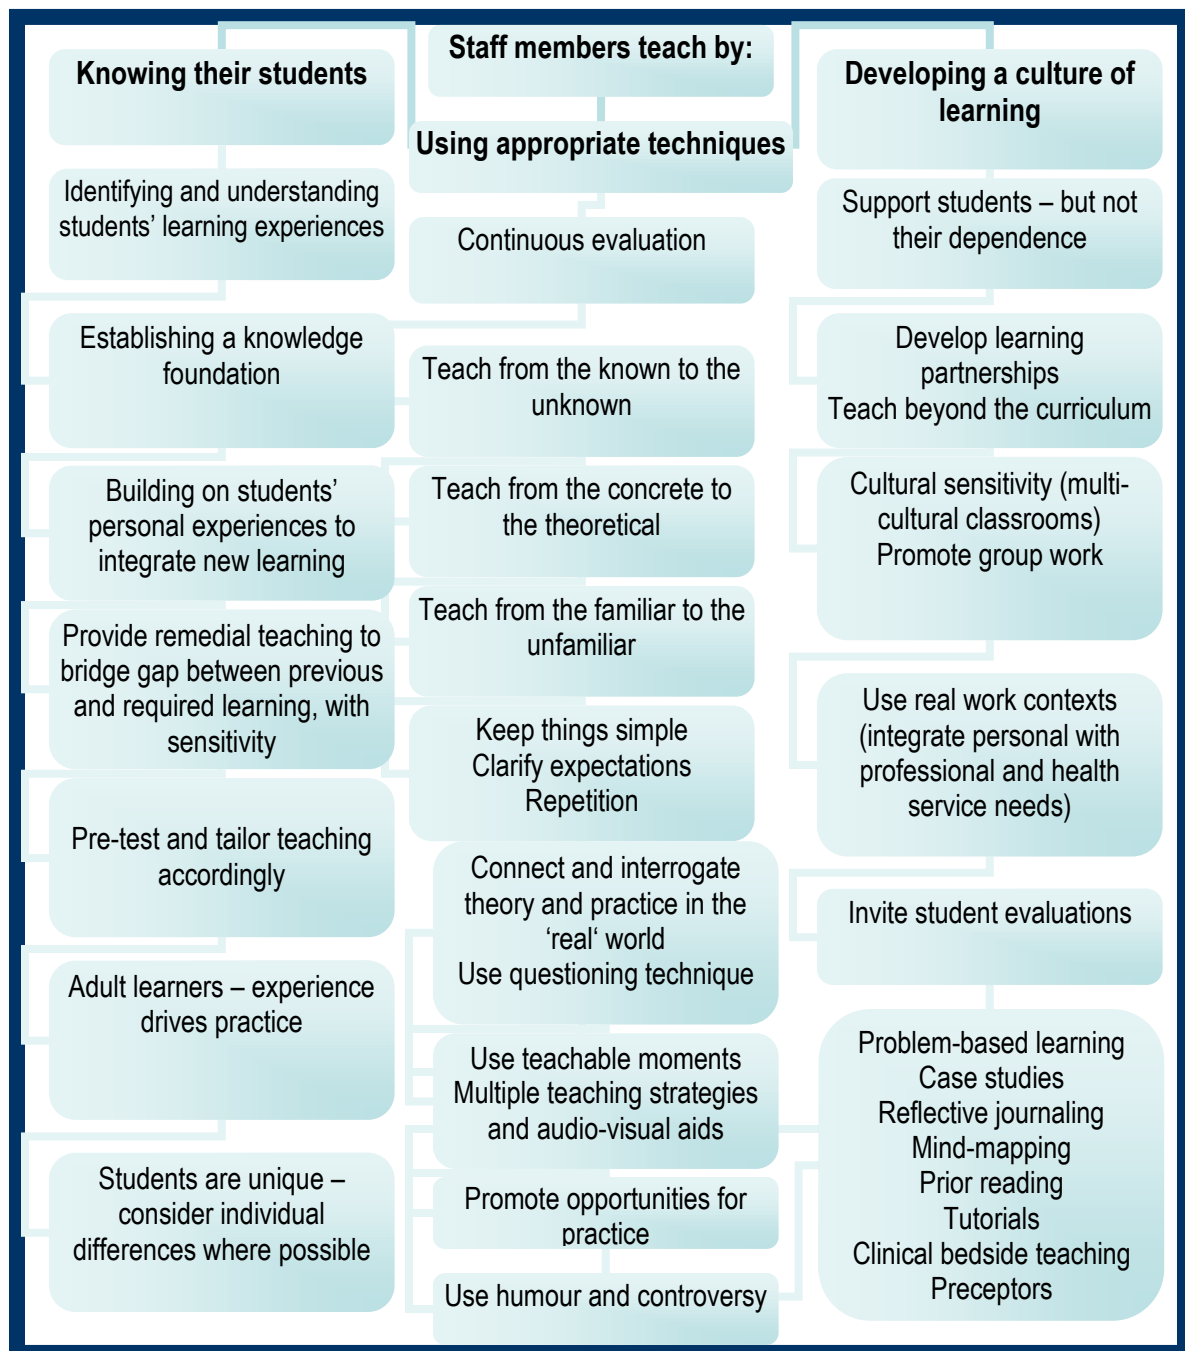 Staff members teach by:
Knowing their students
Identifying and understanding
students’ learning experiences
Establishing a knowledge
foundation
Building on students’
personal experiences to
integrate new learning
Provide remedial teaching to
bridge gap between previous
and required learning, with
sensitivity
Pre-test and tailor teaching
accordingly
Adult learners – experience
drives practice
Students are unique –
consider individual
differences where possible
Using appropriate techniques
Continuous evaluation
Teach from the known to the
unknown
Teach from the concrete to
the theoretical
Teach from the familiar to the
unfamiliar
Keep things simple
Clarify expectations
Repetition
Connect and interrogate
theory and practice in the
‘real‘ world
Use questioning technique
Use teachable moments
Multiple teaching strategies
and audio-visual aids
Promote opportunities for
practice
Use humour and controversy
Developing a culture of
learning
Support students – but not
their dependence
Develop learning
partnerships
Teach beyond the curriculum
Cultural sensitivity (multi-
cultural classrooms)
Promote group work
Use real work contexts
(integrate personal with
professional and health
service needs)
Invite student evaluations
Problem-based learning
Case studies
Reflective journaling
Mind-mapping
Prior reading
Tutorials
Clinical bedside teaching
Preceptors